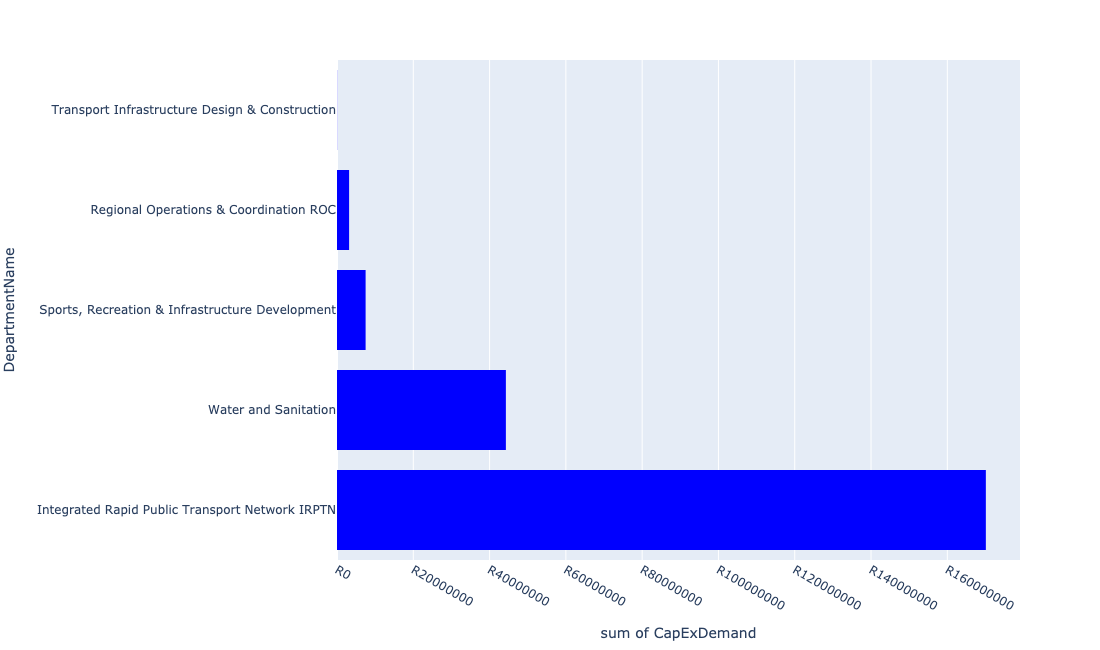 DepartmentName
Transport Infrastructure Design & Construction
Regional Operations & Coordination ROC
Sports, Recreation & Infrastructure Development
Water and Sanitation
Integrated Rapid Public Transport Network IRPTN
R0
R20000000
R40000000
R60000000
R80000000
R100000000
R120000000
R140000000
R160000000
sum of CapExDemand